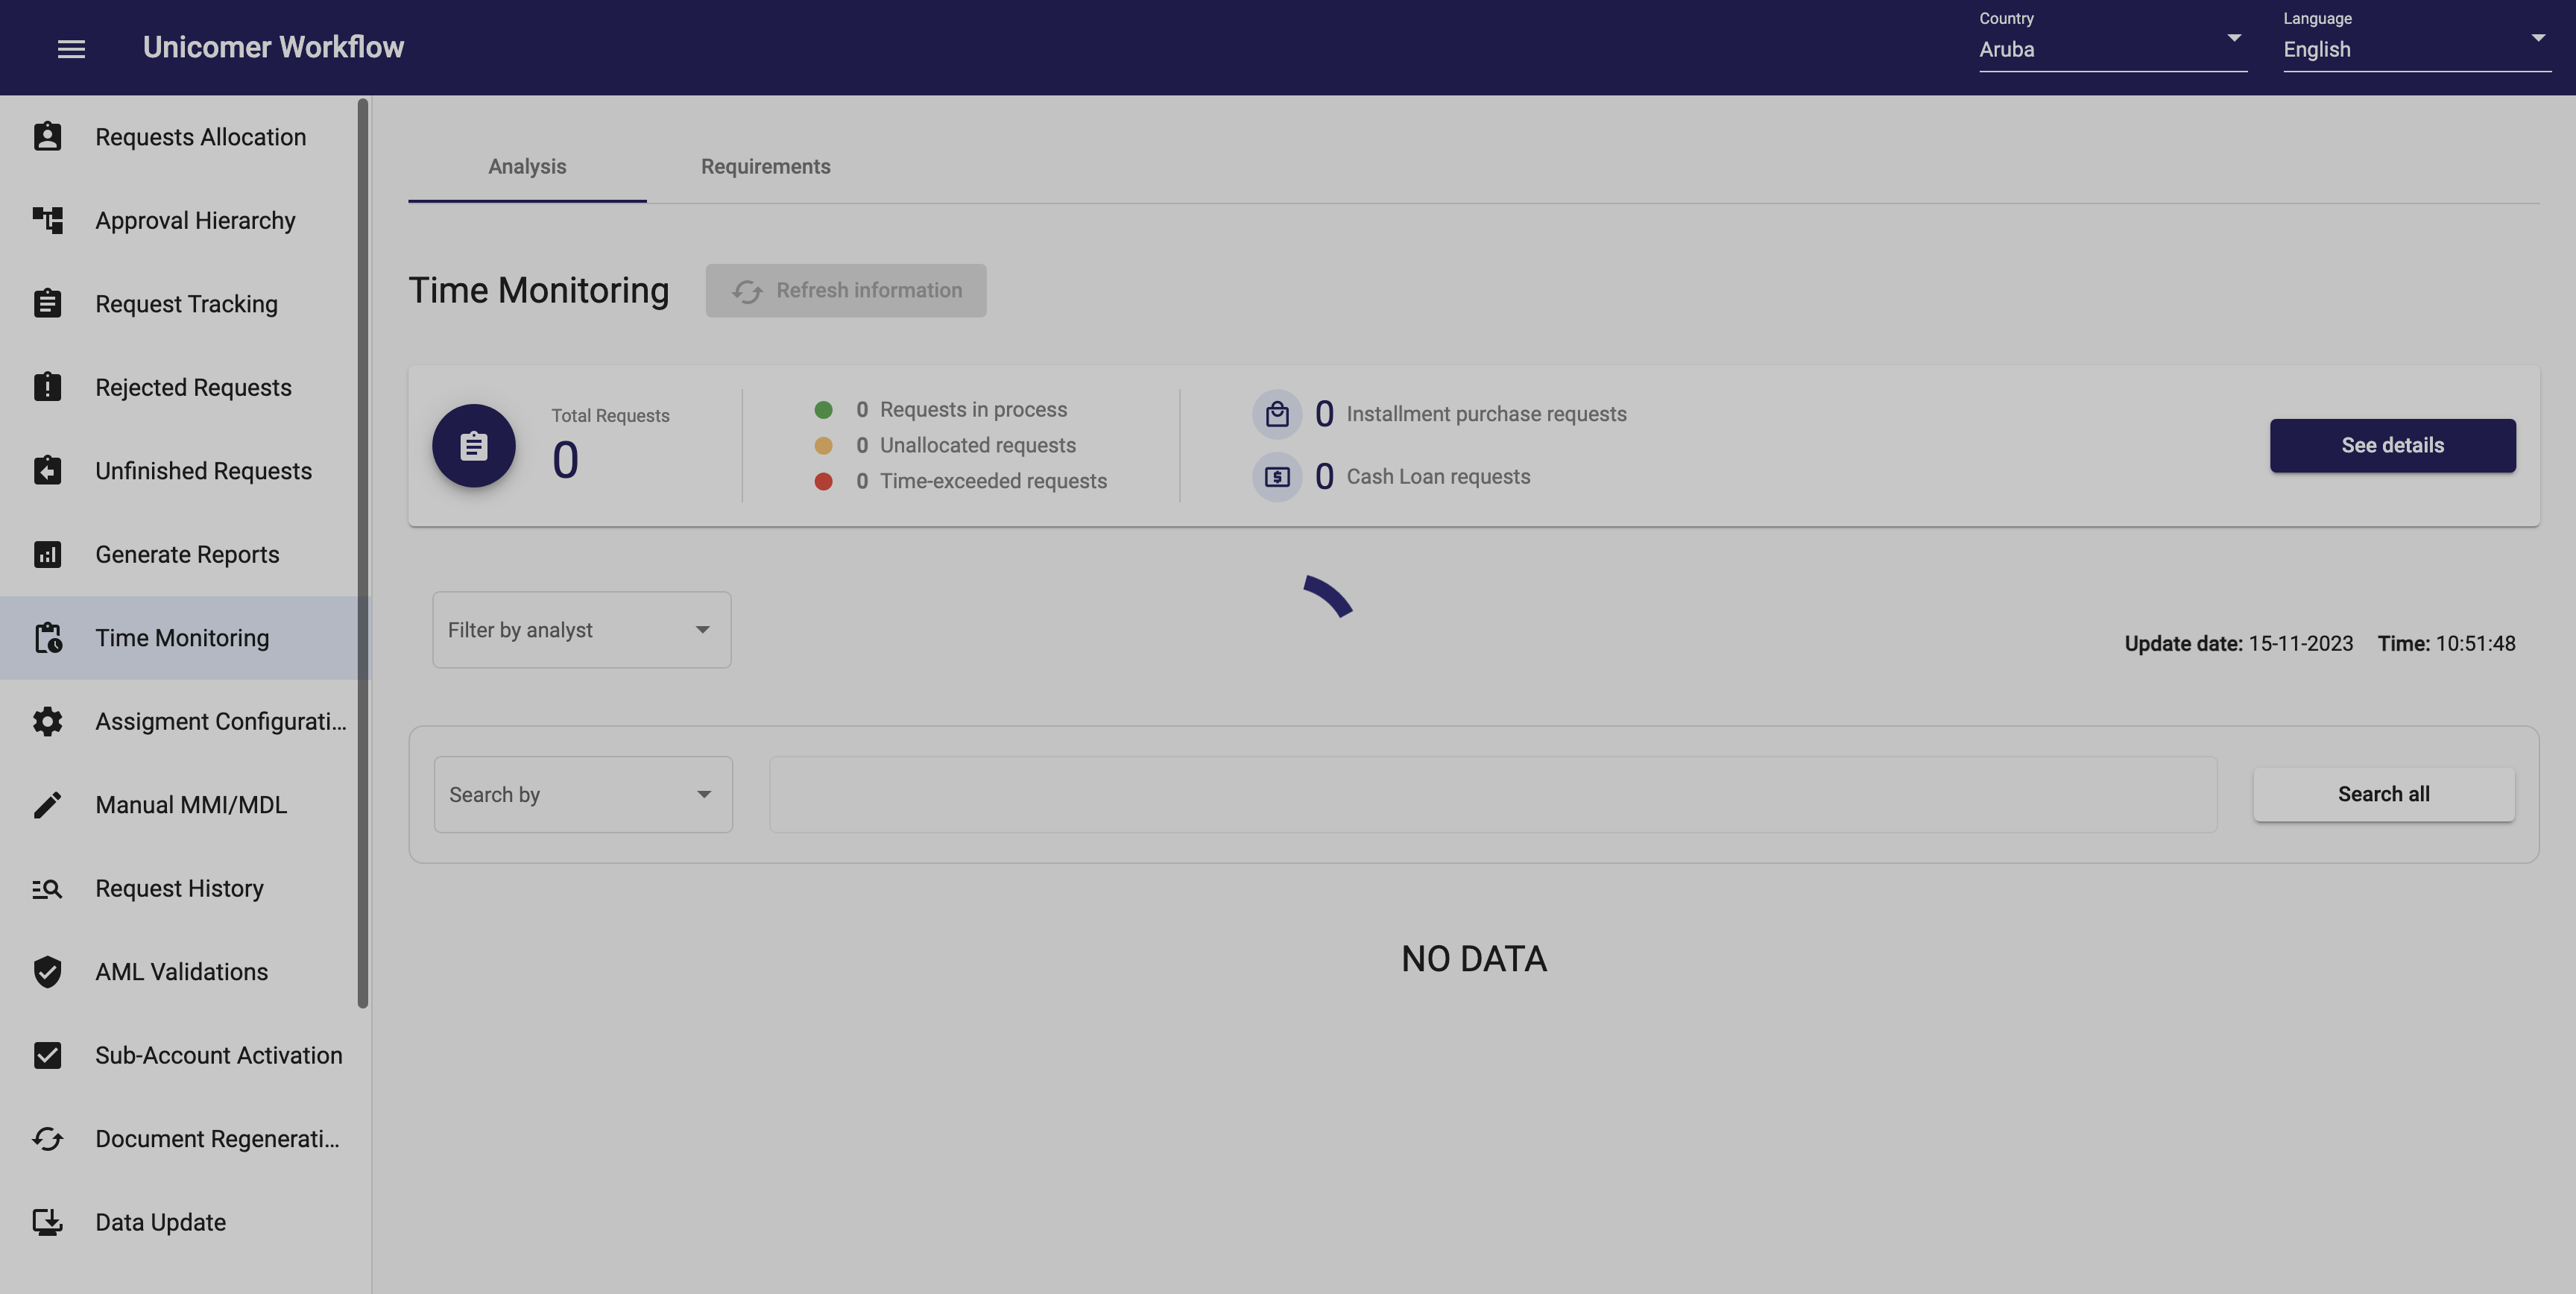 Unicomer Workflow
Country
Aruba
Language
English
Requests Allocation
Approval Hierarchy
Request Tracking
Rejected Requests
Unfinished Requests
Generate Reports
Time Monitoring
Assigment Configurati...
Manual MMI/MDL
Request History
AML Validations
Sub-Account Activation
Document Regenerati...
Data Update
Analysis
Requirements
Time Monitoring
Refresh information
Total Requests
0
0 Requests in process
0 Unallocated requests
0 Time-exceeded requests
0 Installment purchase requests
0 Cash Loan requests
See details
Filter by analyst
Update date: 15-11-2023 Time: 10:51:48
Search by
Search all
NO DATA